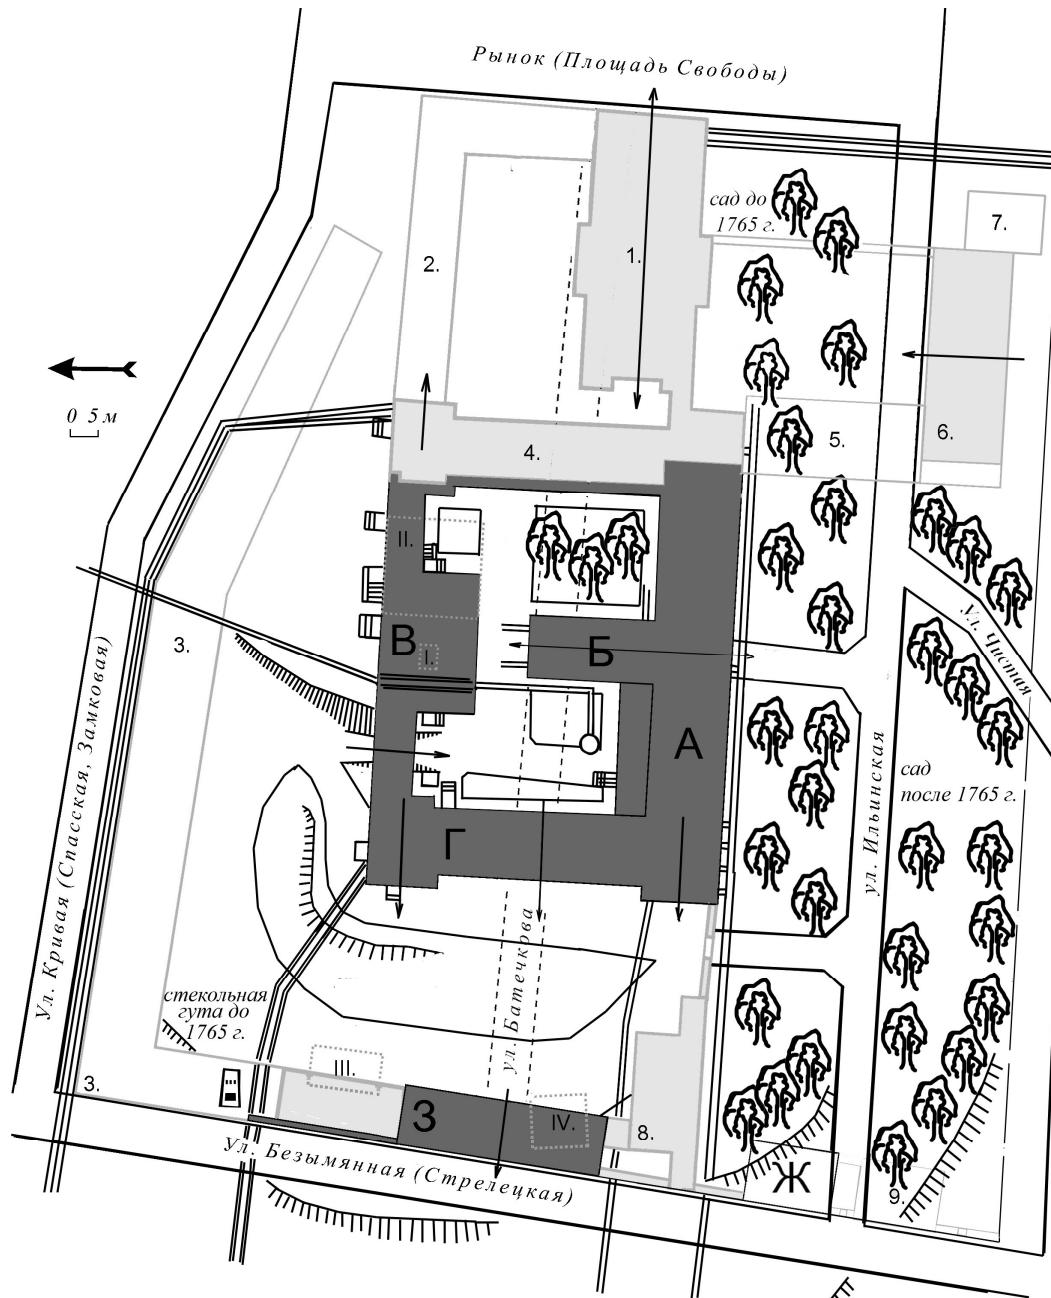 Рынок (Площадь Свободы)
сад до
1765 г.
7.
1.
2.
0 5 м
5.
6.
4.
II.
Ул. Чистая
3.
В
I.
Б
А
сад
после 1765 г.
ул. Ильинская
Ул. Кривая (Спасская, Замковая)
Г
ул. Батечкова
стекольная
гута до
1765 г.
III.
3.
З
IV.
8.
Ул. Безымянная (Стрелецкая)
Ж
9.